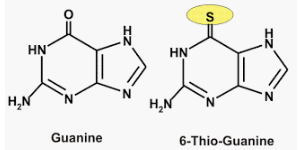 O S
HN H N HN H N
H₂N N N H₂N N N
Guanine 6-Thio-Guanine